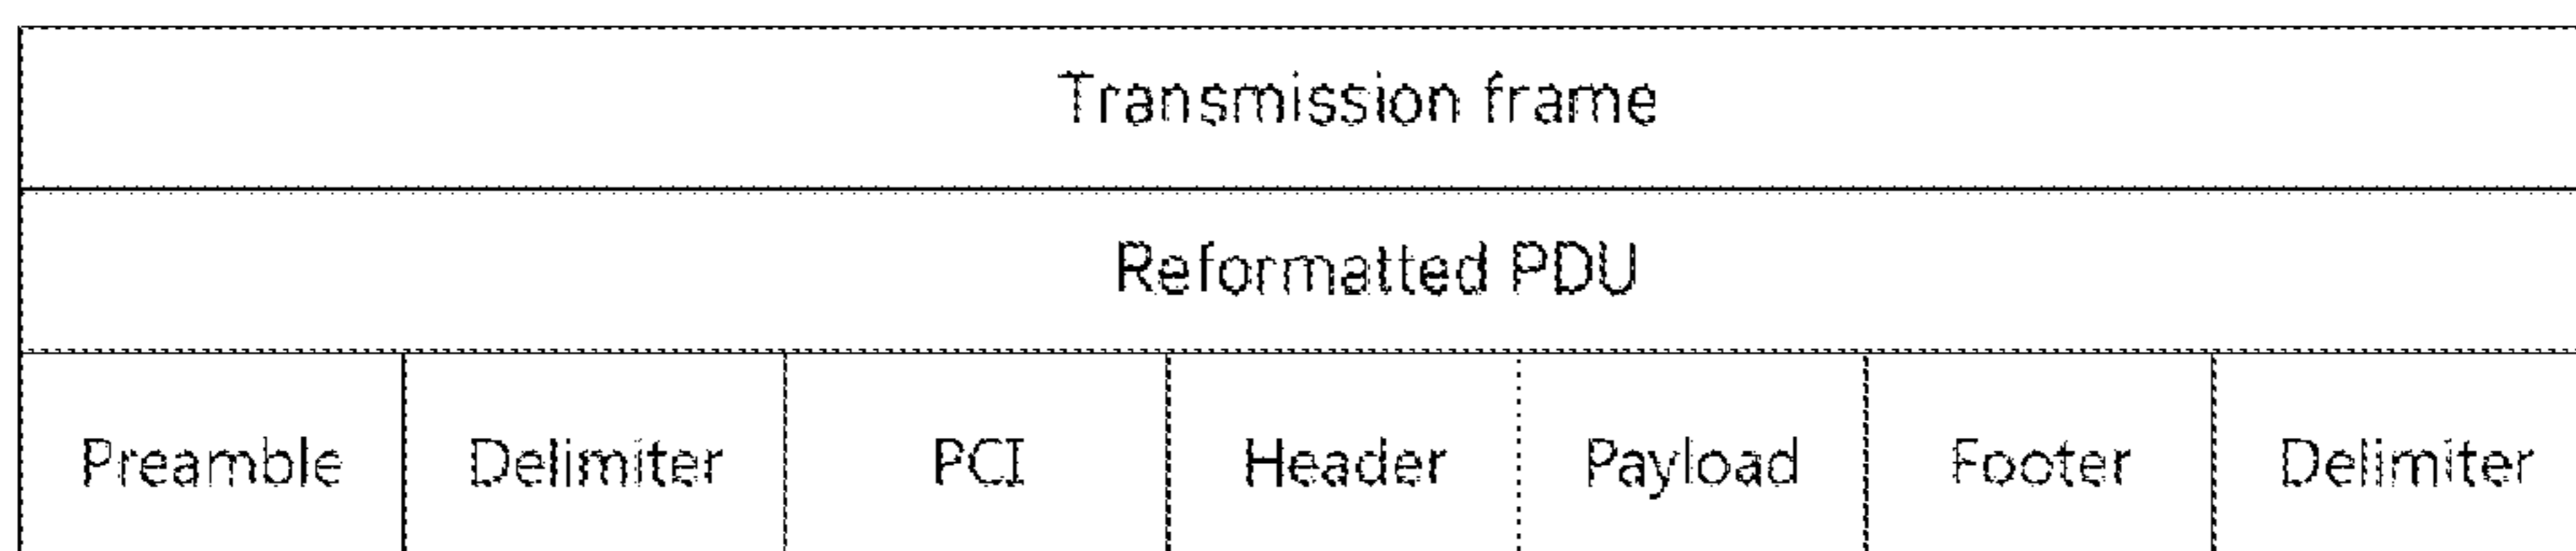 Transmission frame
Reformatted PDU
Preamble Delimiter PCI Header Payload Footer Delimiter